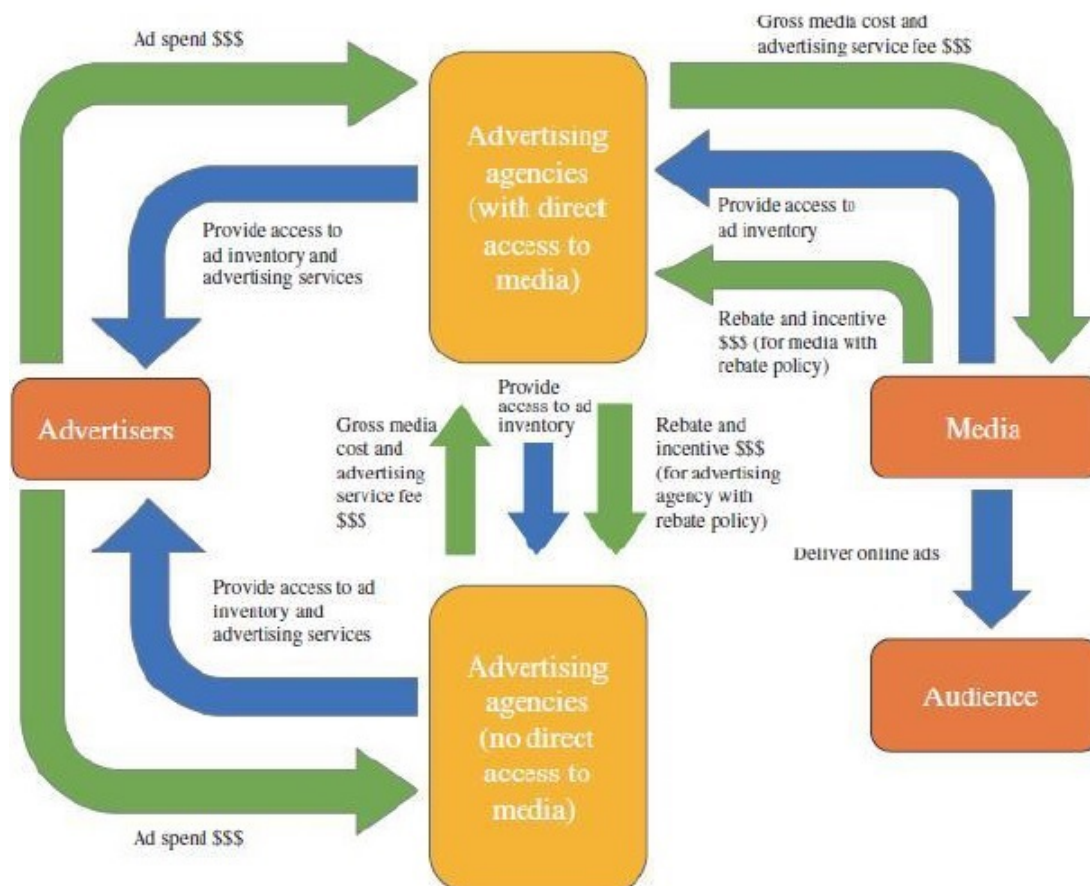 Ad spend $$$
Gross media cost and
advertising service fee $$$
Advertising
agencies
(with direct
access to
media)
Provide access to
ad inventory and
advertising services
Provide access to
ad inventory
Rebate and incentive
$$$ (for media with
rebate policy)
Advertisers
Media
Gross media
cost and
advertising
service fee
$$$
Provide
access to ad
inventory
Rebate and
incentive $$$
(for advertising
agency with
rebate policy)
Deliver online ads
Provide access to ad
inventory and
advertising services
Advertising
agencies
(no direct
access to
media)
Audience
Ad spend $$$